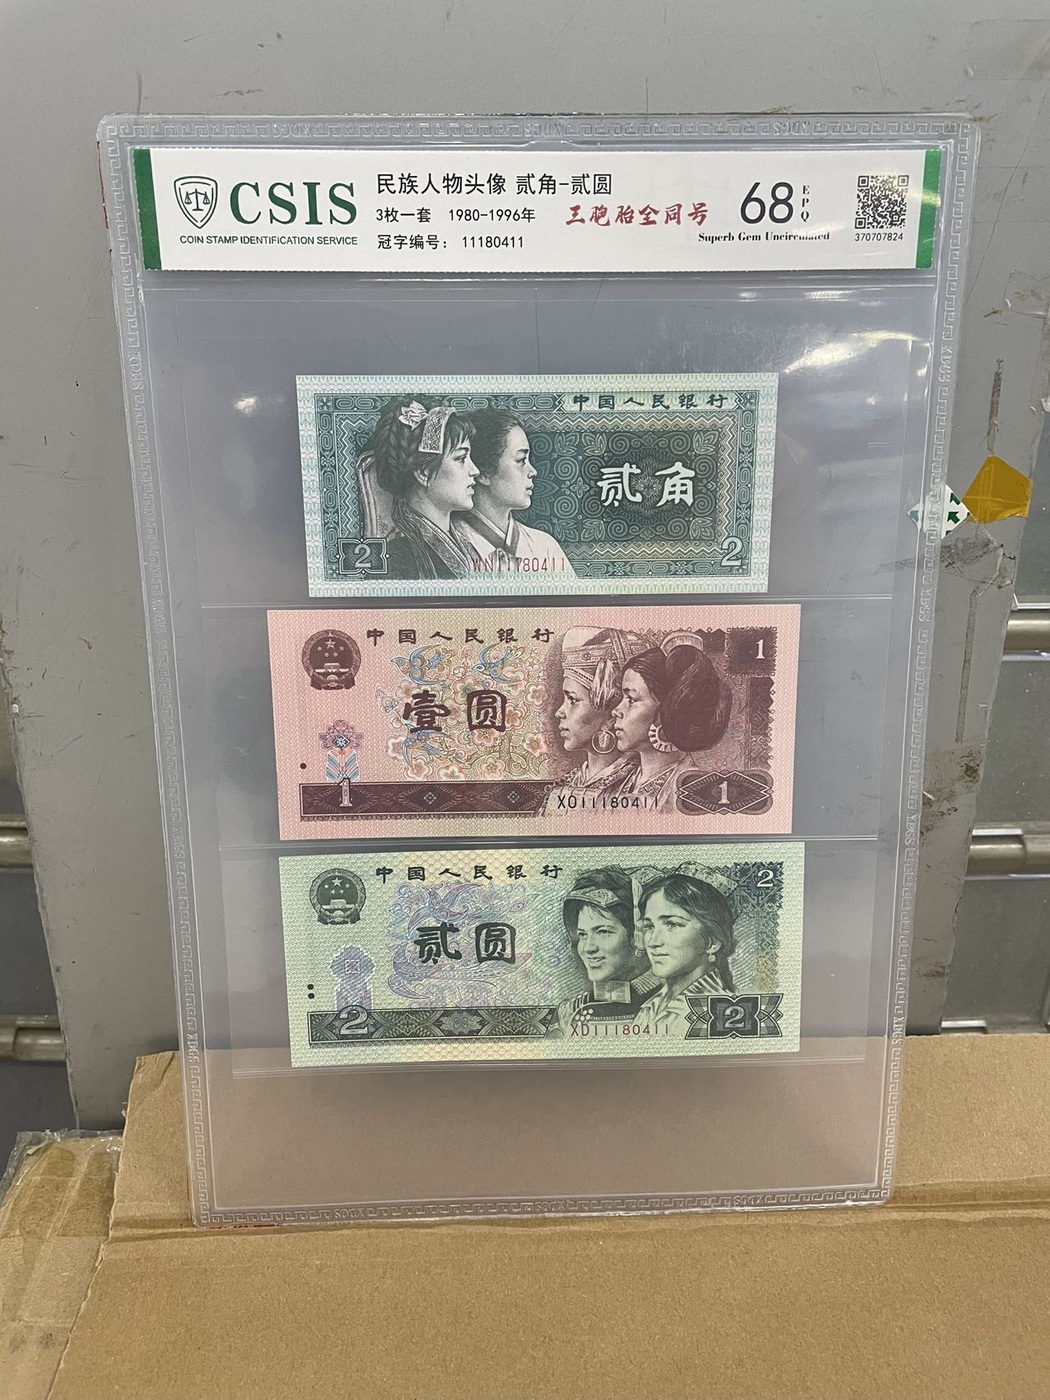 CSIS
COIN STAMP IDENTIFICATION SERVICE
民族人物头像 贰角-贰圆
3枚一套 1980-1996年
三胞胎全同号
冠字编号： 11180411
68
EPQ
Superb Gem Uncirculated
370707824
中国人民银行
贰角
2
WN11180411
2
中国人民银行
1
壹圆
1
XO11180411
1
中国人民银行
2
贰圆
2
XD11180411
2